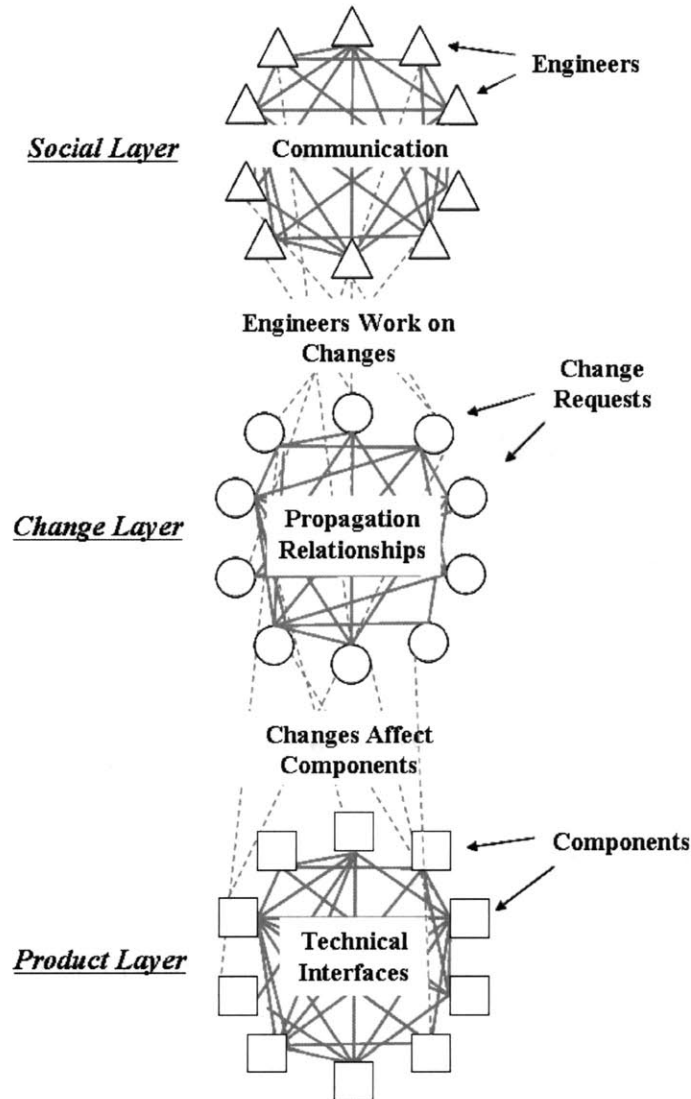 Engineers
Social Layer
Communication
Engineers Work on
Changes
Change
Requests
Change Layer
Propagation
Relationships
Changes Affect
Components
Components
Product Layer
Technical
Interfaces